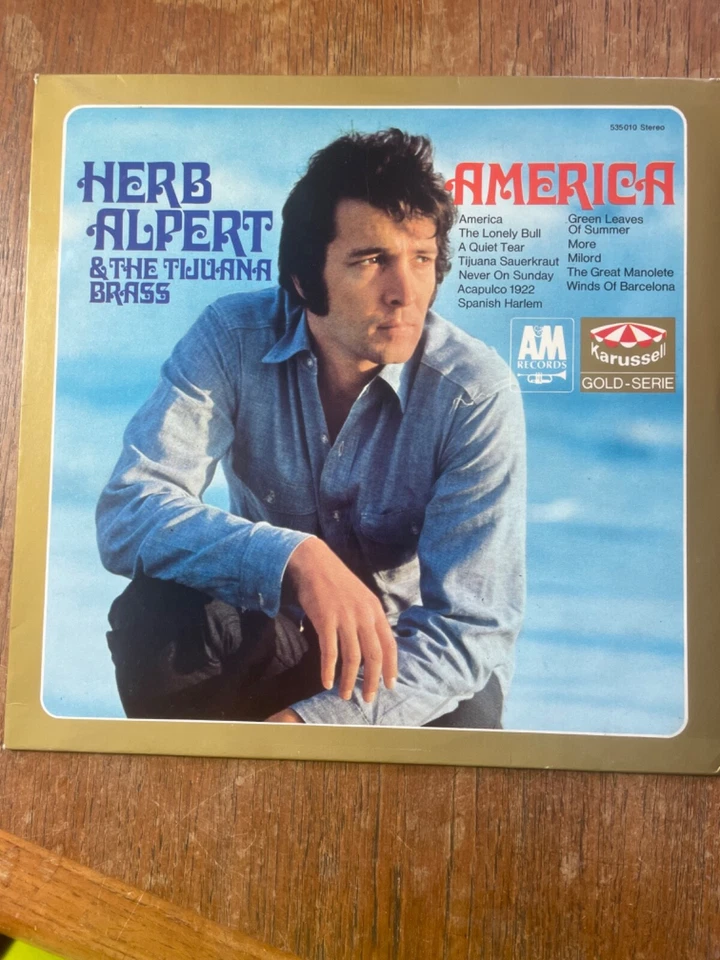 535010 Stereo
HERB
ALPERT
& THE TIJUANA
BRASS
AMERICA
America
The Lonely Bull
A Quiet Tear
Tijuana Sauerkraut
Never On Sunday
Acapulco 1922
Spanish Harlem
Green Leaves
Of Summer
More
Milord
The Great Manolete
Winds Of Barcelona
A&M
RECORDS
Karussell
GOLD-SERIE